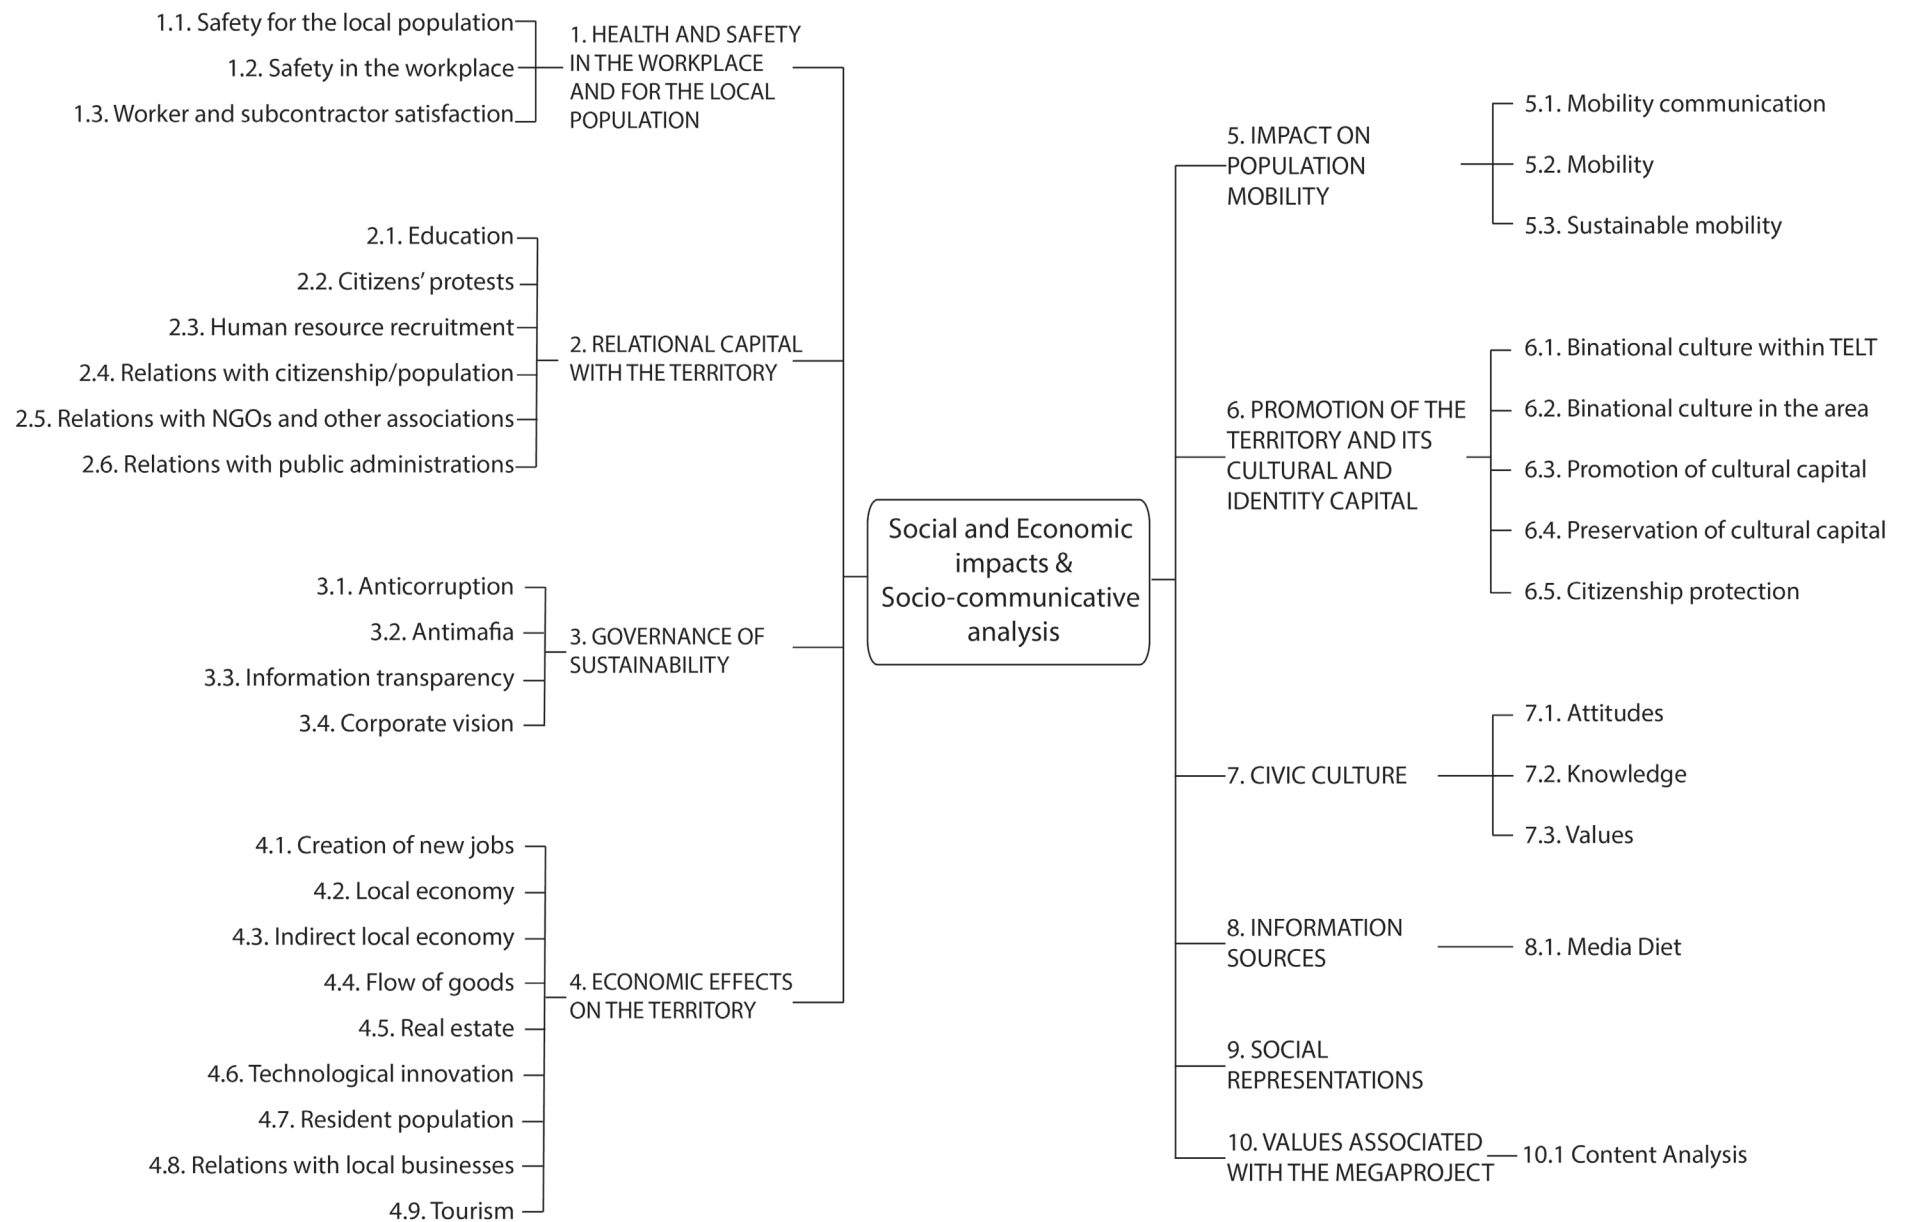 1.1. Safety for the local population
1.2. Safety in the workplace
1.3. Worker and subcontractor satisfaction
1. HEALTH AND SAFETY
IN THE WORKPLACE
AND FOR THE LOCAL
POPULATION
2.1. Education
2.2. Citizens’ protests
2.3. Human resource recruitment
2.4. Relations with citizenship/population
2.5. Relations with NGOs and other associations
2.6. Relations with public administrations
2. RELATIONAL CAPITAL
WITH THE TERRITORY
3.1. Anticorruption
3.2. Antimafia
3.3. Information transparency
3.4. Corporate vision
3. GOVERNANCE OF
SUSTAINABILITY
4.1. Creation of new jobs
4.2. Local economy
4.3. Indirect local economy
4.4. Flow of goods
4.5. Real estate
4.6. Technological innovation
4.7. Resident population
4.8. Relations with local businesses
4.9. Tourism
4. ECONOMIC EFFECTS
ON THE TERRITORY
Social and Economic
impacts &
Socio-communicative
analysis
5. IMPACT ON
POPULATION
MOBILITY
5.1. Mobility communication
5.2. Mobility
5.3. Sustainable mobility
6. PROMOTION OF THE
TERRITORY AND ITS
CULTURAL AND
IDENTITY CAPITAL
6.1. Binational culture within TELT
6.2. Binational culture in the area
6.3. Promotion of cultural capital
6.4. Preservation of cultural capital
6.5. Citizenship protection
7. CIVIC CULTURE
7.1. Attitudes
7.2. Knowledge
7.3. Values
8. INFORMATION
SOURCES
8.1. Media Diet
9. SOCIAL
REPRESENTATIONS
10. VALUES ASSOCIATED
WITH THE MEGAPROJECT
10.1 Content Analysis